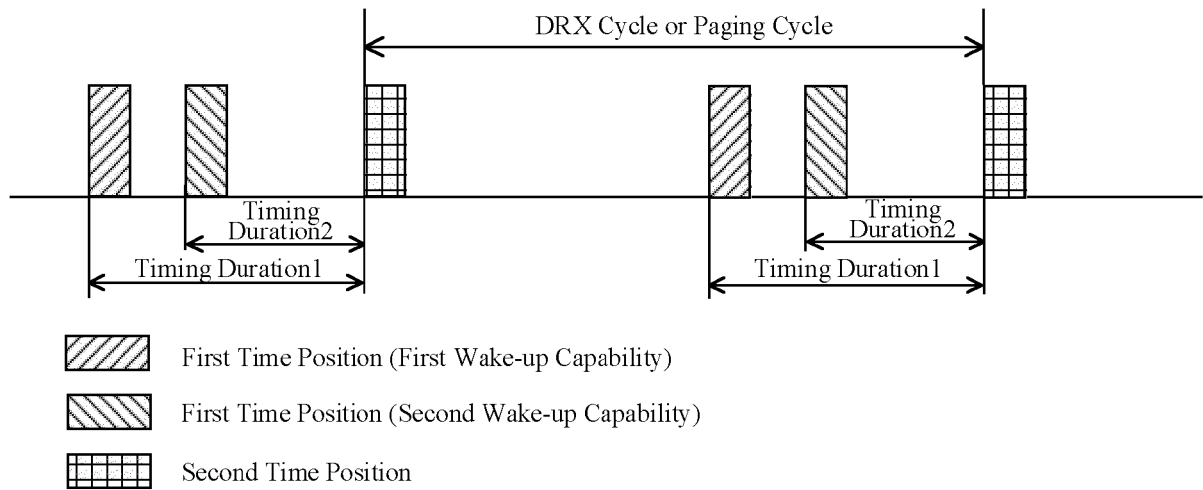 DRX Cycle or Paging Cycle
Timing
Duration2
Timing Duration1
Timing
Duration2
Timing Duration1
First Time Position (First Wake-up Capability)
First Time Position (Second Wake-up Capability)
Second Time Position